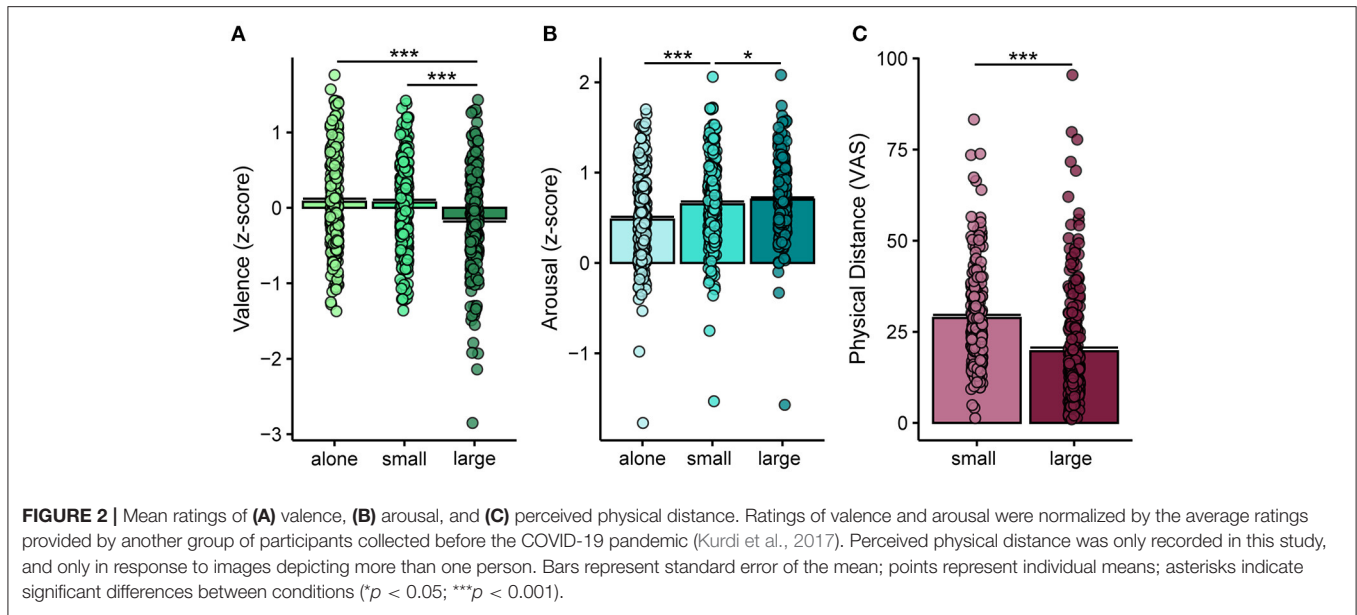 A
***
***
Valence (z-score)
1
0
−1
−2
−3
alone small large
B
*** *
Arousal (z-score)
2
1
0
−1
alone small large
C
***
Physical Distance (VAS)
100
75
50
25
0
small large
FIGURE 2 | Mean ratings of (A) valence, (B) arousal, and (C) perceived physical distance. Ratings of valence and arousal were normalized by the average ratings
provided by another group of participants collected before the COVID-19 pandemic (Kurdi et al., 2017). Perceived physical distance was only recorded in this study,
and only in response to images depicting more than one person. Bars represent standard error of the mean; points represent individual means; asterisks indicate
significant differences between conditions (*p < 0.05; ***p < 0.001).